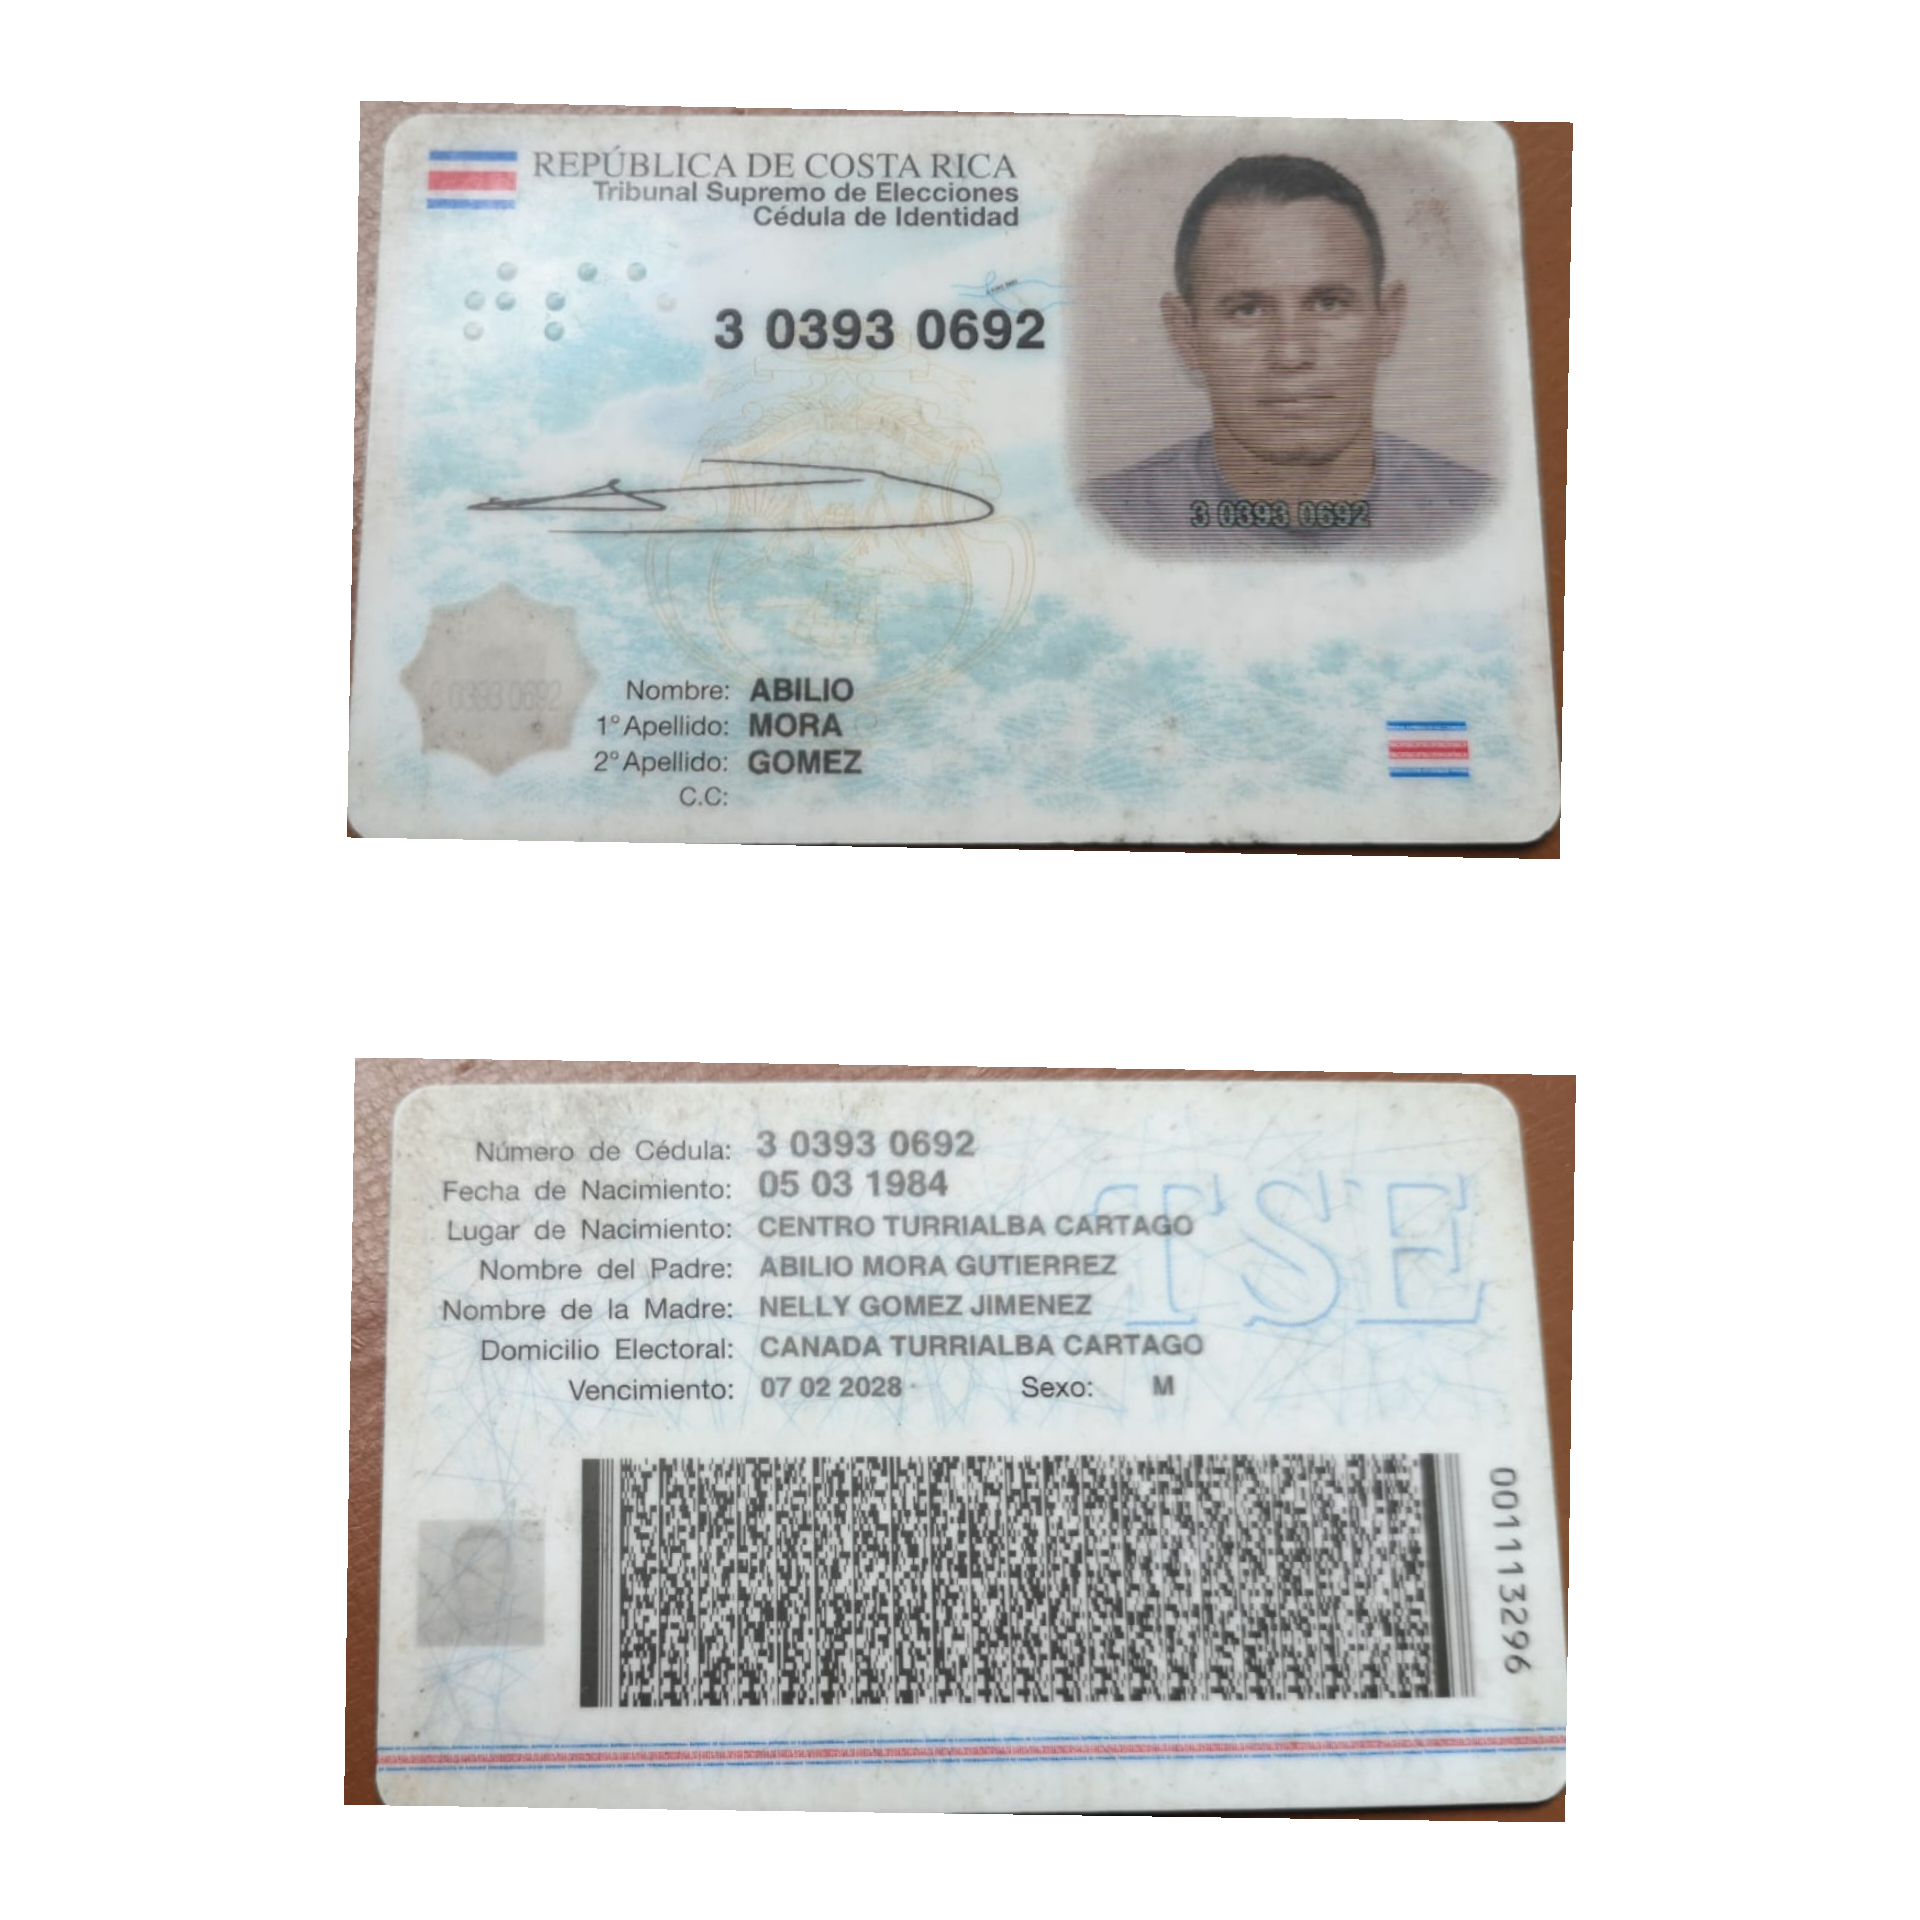 REPÚBLICA DE COSTA RICA
Tribunal Supremo de Elecciones
Cédula de Identidad
3 0393 0692
3 0393 0692
3 0393 0692
Nombre: ABILIO
1° Apellido: MORA
2° Apellido: GOMEZ
C.C:
Número de Cédula: 3 0393 0692
Fecha de Nacimiento: 05 03 1984
Lugar de Nacimiento: CENTRO TURRIALBA CARTAGO
Nombre del Padre: ABILIO MORA GUTIERREZ
Nombre de la Madre: NELLY GOMEZ JIMENEZ
Domicilio Electoral: CANADA TURRIALBA CARTAGO
Vencimiento: 07 02 2028 Sexo: M
TSE
001113296